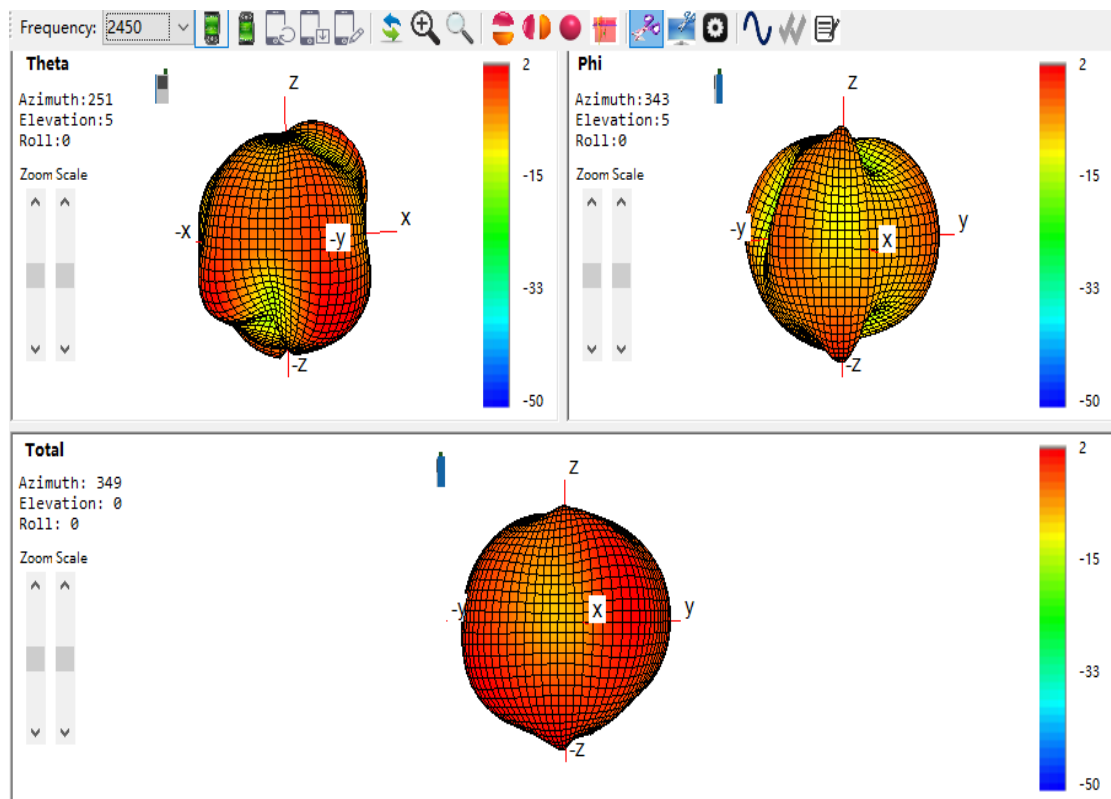 Frequency: 2450
Theta
Azimuth:251
Elevation:5
Roll:0
Zoom Scale
z
-x
x
-y
-z
2
-15
-33
-50
Phi
Azimuth:343
Elevation:5
Roll:0
Zoom Scale
z
-y
y
x
-z
2
-15
-33
-50
Total
Azimuth: 349
Elevation: 0
Roll: 0
Zoom Scale
z
-y
x
y
-z
2
-15
-33
-50